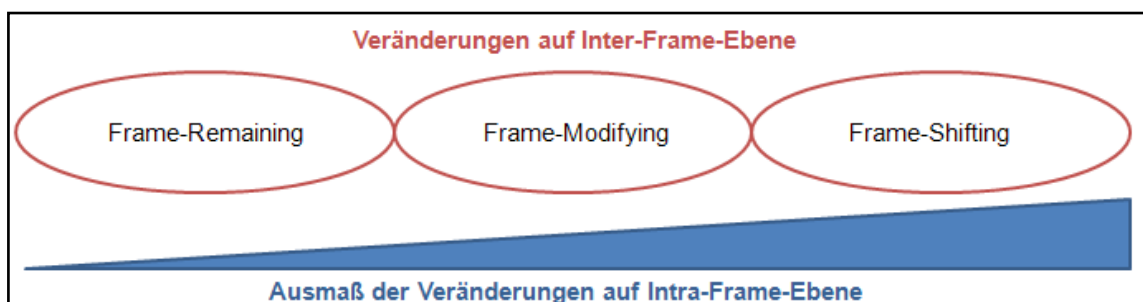 Veränderungen auf Inter-Frame-Ebene
Frame-Remaining Frame-Modifying Frame-Shifting
Ausmaß der Veränderungen auf Intra-Frame-Ebene